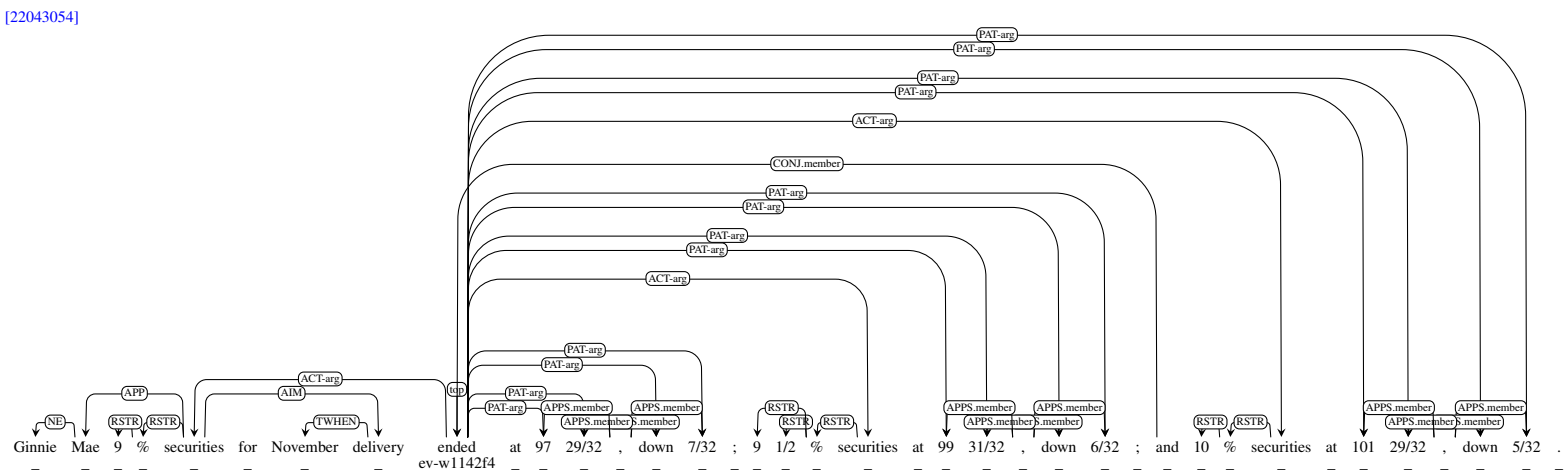 [22043054]
PAT-arg
PAT-arg
PAT-arg
PAT-arg
ACT-arg
CONJ.member
PAT-arg
PAT-arg
PAT-arg
PAT-arg
ACT-arg
PAT-arg
PAT-arg
ACT-arg
top
APP AIM PAT-arg
PAT-arg APPS.member APPS.member RSTR APPS.member APPS.member APPS.member APPS.member
NE RSTR RSTR TWHEN APPS.member APPS.member RSTR RSTR APPS.member APPS.member RSTR RSTR APPS.member APPS.member
Ginnie Mae 9 % securities for November delivery ended at 97 29/32 , down 7/32 ; 9 1/2 % securities at 99 31/32 , down 6/32 ; and 10 % securities at 101 29/32 , down 5/32 .
_ _ _ _ _ _ _ _ ev-w1142f4 _ _ _ _ _ _ _ _ _ _ _ _ _ _ _ _ _ _ _ _ _ _ _ _ _ _ _ _